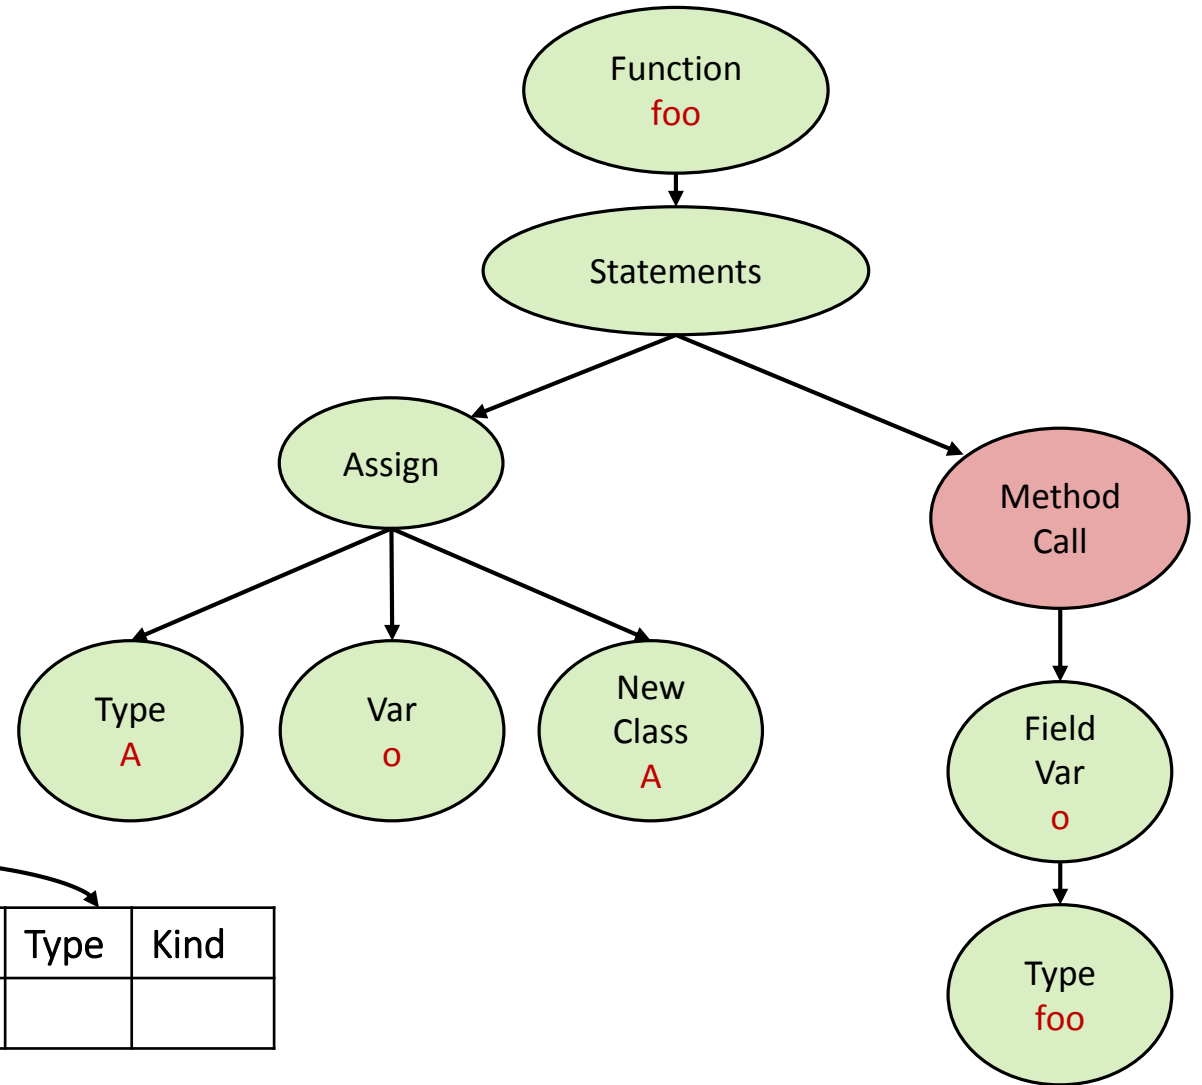 Function
foo
Statements
Assign
Method
Call
Type
A
Var
o
New
Class
A
Field
Var
o
Type Kind
Type
foo